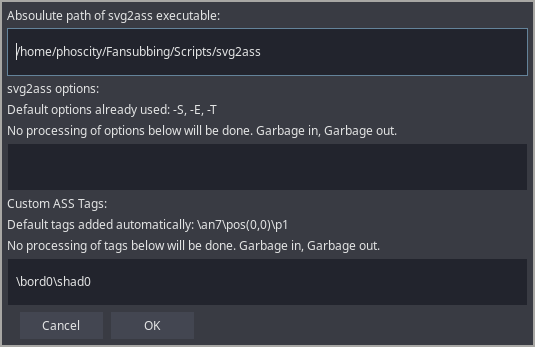 Absoulute path of svg2ass executable:
/home/phoscity/Fansubbing/Scripts/svg2ass
svg2ass options:
Default options already used: -S, -E, -T
No processing of options below will be done. Garbage in, Garbage out.
Custom ASS Tags:
Default tags added automatically: \an7\pos(0,0)\p1
No processing of tags below will be done. Garbage in, Garbage out.
\bord0\shad0
Cancel OK